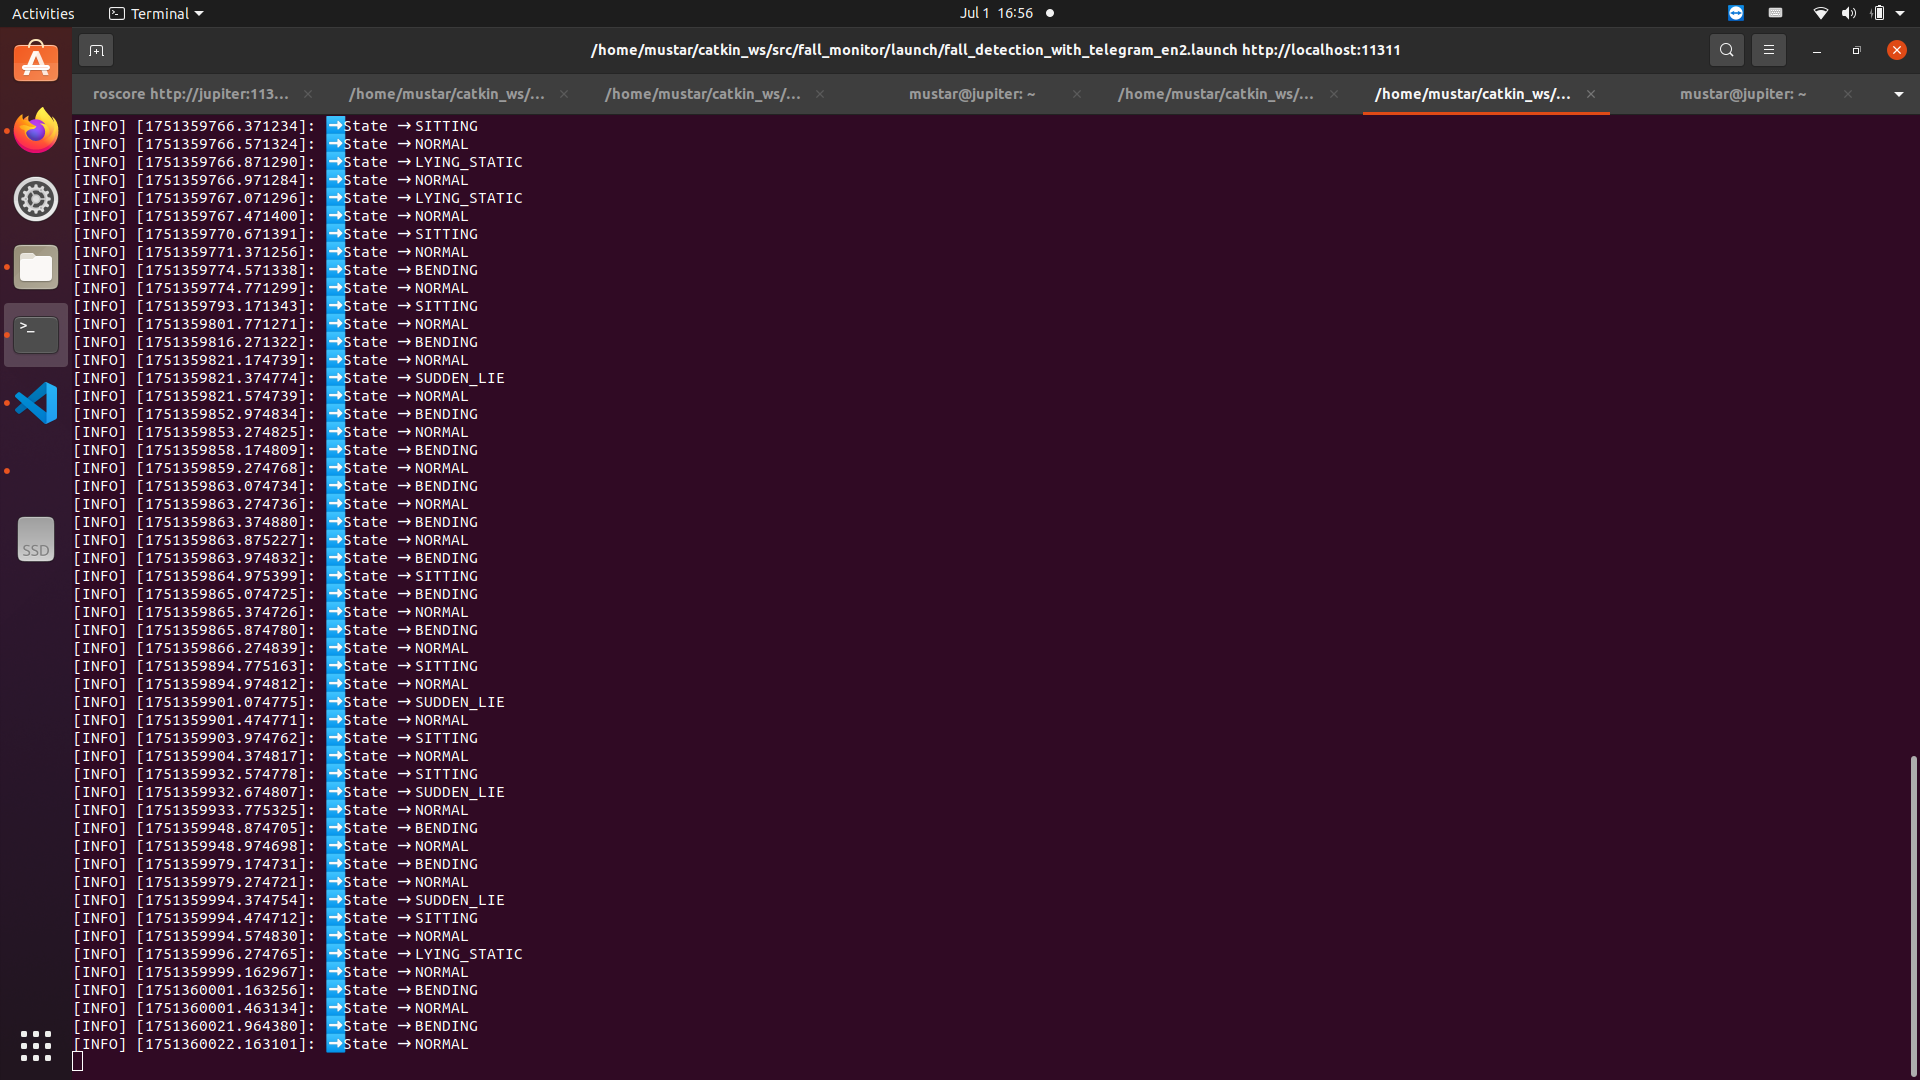 Activities
Terminal
Jul 1 16:56
/home/mustar/catkin_ws/src/fall_monitor/launch/fall_detection_with_telegram_en2.launch http://localhost:11311
roscore http://jupiter:113...
/home/mustar/catkin_ws/...
/home/mustar/catkin_ws/...
mustar@jupiter: ~
/home/mustar/catkin_ws/...
/home/mustar/catkin_ws/...
mustar@jupiter: ~
[INFO] [1751359766.371234]: ➡State →SITTING
[INFO] [1751359766.571324]: ➡State →NORMAL
[INFO] [1751359766.871290]: ➡State →LYING_STATIC
[INFO] [1751359766.971284]: ➡State →NORMAL
[INFO] [1751359767.071296]: ➡State →LYING_STATIC
[INFO] [1751359767.471400]: ➡State →NORMAL
[INFO] [1751359770.671391]: ➡State →SITTING
[INFO] [1751359771.371256]: ➡State →NORMAL
[INFO] [1751359774.571338]: ➡State →BENDING
[INFO] [1751359774.771299]: ➡State →NORMAL
[INFO] [1751359793.171343]: ➡State →SITTING
[INFO] [1751359801.771271]: ➡State →NORMAL
[INFO] [1751359816.271322]: ➡State →BENDING
[INFO] [1751359821.174739]: ➡State →NORMAL
[INFO] [1751359821.374774]: ➡State →SUDDEN_LIE
[INFO] [1751359821.574739]: ➡State →NORMAL
[INFO] [1751359852.974834]: ➡State →BENDING
[INFO] [1751359853.274825]: ➡State →NORMAL
[INFO] [1751359858.174809]: ➡State →BENDING
[INFO] [1751359859.274768]: ➡State →NORMAL
[INFO] [1751359863.074734]: ➡State →BENDING
[INFO] [1751359863.274736]: ➡State →NORMAL
[INFO] [1751359863.374880]: ➡State →BENDING
[INFO] [1751359863.875227]: ➡State →NORMAL
[INFO] [1751359863.974832]: ➡State →BENDING
[INFO] [1751359864.975399]: ➡State →SITTING
[INFO] [1751359865.074725]: ➡State →BENDING
[INFO] [1751359865.374726]: ➡State →NORMAL
[INFO] [1751359865.874780]: ➡State →BENDING
[INFO] [1751359866.274839]: ➡State →NORMAL
[INFO] [1751359894.775163]: ➡State →SITTING
[INFO] [1751359894.974812]: ➡State →NORMAL
[INFO] [1751359901.074775]: ➡State →SUDDEN_LIE
[INFO] [1751359901.474771]: ➡State →NORMAL
[INFO] [1751359903.974762]: ➡State →SITTING
[INFO] [1751359904.374817]: ➡State →NORMAL
[INFO] [1751359932.574778]: ➡State →SITTING
[INFO] [1751359932.674807]: ➡State →SUDDEN_LIE
[INFO] [1751359933.775325]: ➡State →NORMAL
[INFO] [1751359948.874705]: ➡State →BENDING
[INFO] [1751359948.974698]: ➡State →NORMAL
[INFO] [1751359979.174731]: ➡State →BENDING
[INFO] [1751359979.274721]: ➡State →NORMAL
[INFO] [1751359994.374754]: ➡State →SUDDEN_LIE
[INFO] [1751359994.474712]: ➡State →SITTING
[INFO] [1751359994.574830]: ➡State →NORMAL
[INFO] [1751359996.274765]: ➡State →LYING_STATIC
[INFO] [1751359999.162967]: ➡State →NORMAL
[INFO] [1751360001.163256]: ➡State →BENDING
[INFO] [1751360001.463134]: ➡State →NORMAL
[INFO] [1751360021.964380]: ➡State →BENDING
[INFO] [1751360022.163101]: ➡State →NORMAL
SSD